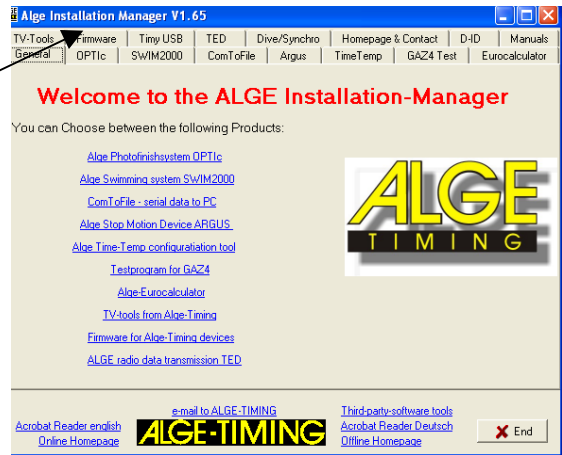 Alge Installation Manager V1.65
TV-Tools Firmware Timy USB TED Dive/Synchro Homepage & Contact D-ID Manuals
General OPTIc SWIM2000 ComToFile Argus TimeTemp GAZ4 Test Eurocalculator
Welcome to the ALGE Installation-Manager
You can Choose between the following Products:
Alge Photofinishsystem OPTIc
Alge Swimming system SWIM2000
ComToFile - serial data to PC
Alge Stop Motion Device ARGUS
Alge Time-Temp configuratiation tool
Testprogram for GAZ4
Alge-Eurocalculator
TV-tools from Alge-Timing
Firmware for Alge-Timing devices
ALGE radio data transmission TED
ALGE
TIMING
e-mail to ALGE-TIMING
Third-party-software tools
Acrobat Reader english
Acrobat Reader Deutsch
Online Homepage
ALGE-TIMING
Offline Homepage
End